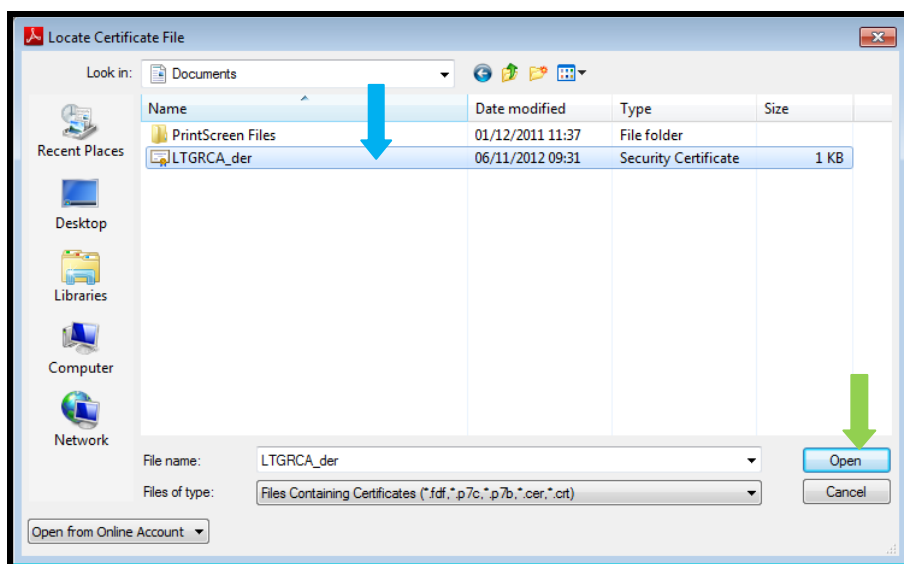 Locate Certificate File
Look in: Documents
Name Date modified Type Size
PrintScreen Files 01/12/2011 11:37 File folder
LTGRCA_der 06/11/2012 09:31 Security Certificate 1 KB
Recent Places
Desktop
Libraries
Computer
Network
File name: LTGRCA_der Open
Files of type: Files Containing Certificates (*.fdf,*.p7c,*.p7b,*.cer,*.crt) Cancel
Open from Online Account